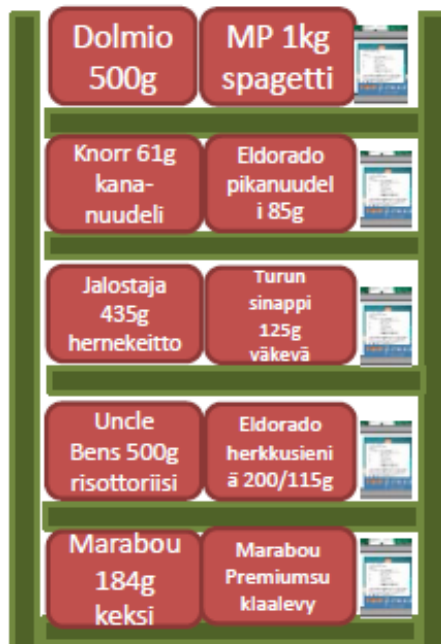 Dolmio
500g
MP 1kg
spagetti
Knorr 61g
kana-
nuudeli
Eldorado
pikanuudel
i 85g
Jalostaja
435g
hernekeitto
Turun
sinappi
125g
väkevä
Uncle
Bens 500g
risottoriisi
Eldorado
herkkusieni
ä 200/115g
Marabou
184g
keksi
Marabou
Premiumsu
klaalevy